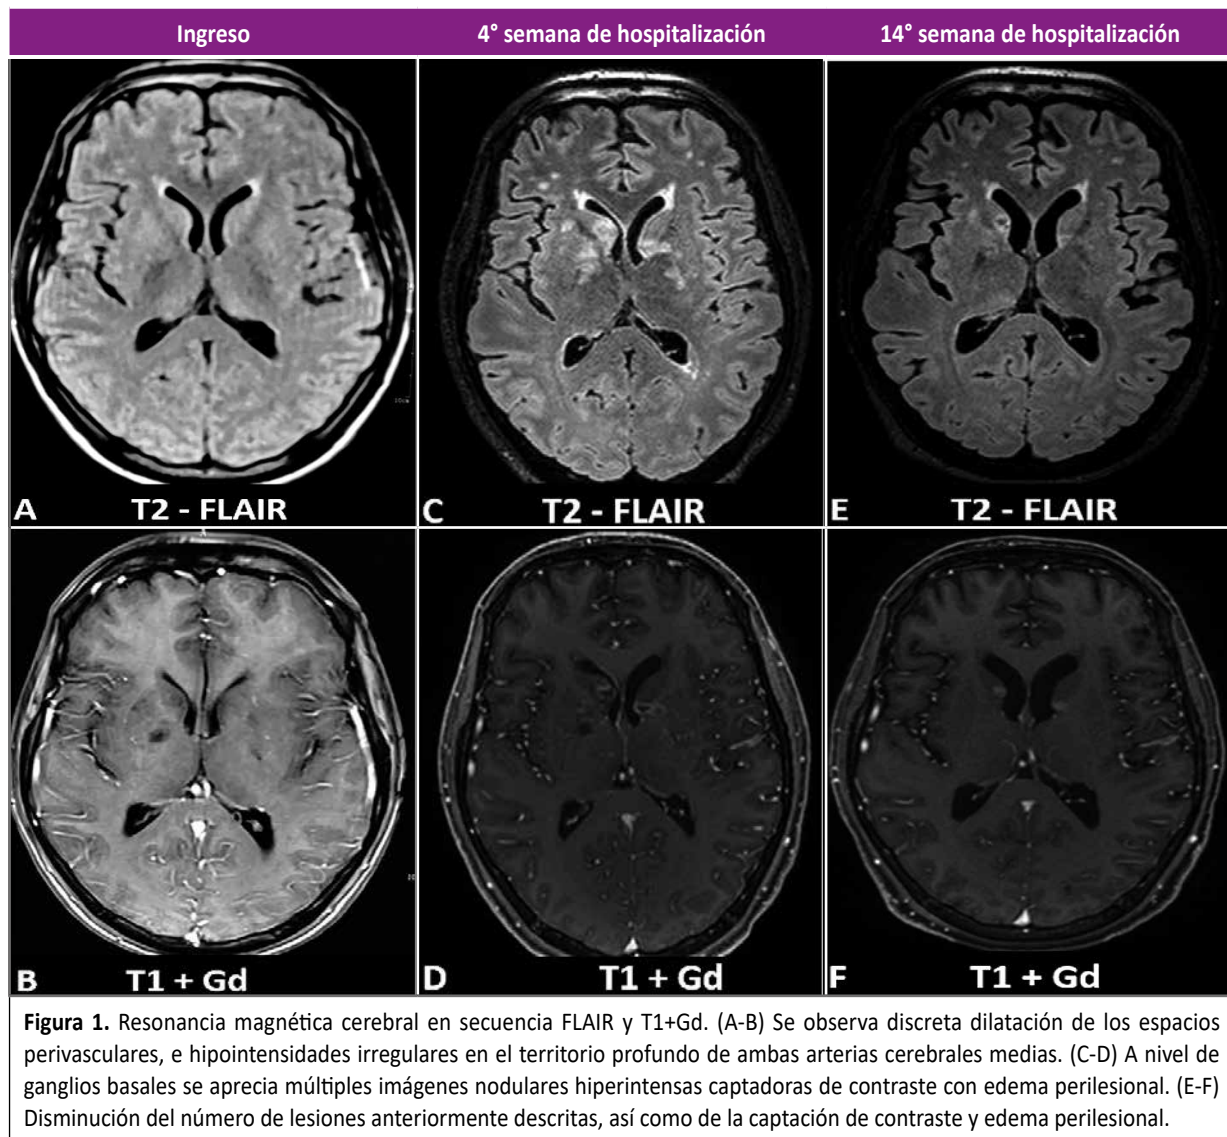 Ingreso
4° semana de hospitalización
14° semana de hospitalización
A
T2 - FLAIR
C
T2 - FLAIR
E
T2 - FLAIR
B
T1 + Gd
D
T1 + Gd
F
T1 + Gd
Figura 1. Resonancia magnética cerebral en secuencia FLAIR y T1+Gd. (A-B) Se observa discreta dilatación de los espacios
perivasculares, e hipointensidades irregulares en el territorio profundo de ambas arterias cerebrales medias. (C-D) A nivel de
ganglios basales se aprecia múltiples imágenes nodulares hiperintensas captadoras de contraste con edema perilesional. (E-F)
Disminución del número de lesiones anteriormente descritas, así como de la captación de contraste y edema perilesional.